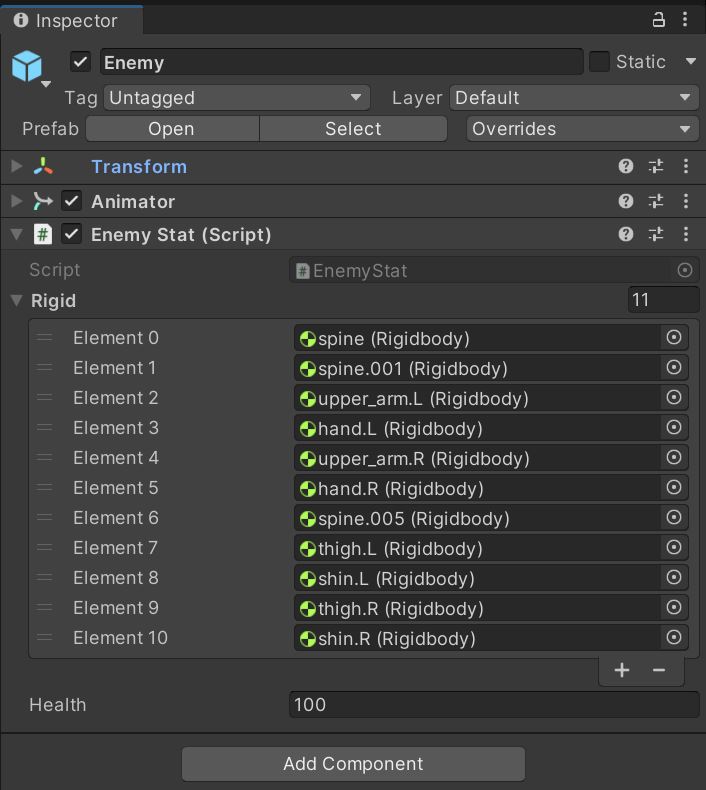 Inspector
Enemy Static
Tag Untagged Layer Default
Prefab Open Select Overrides
Transform
Animator
# Enemy Stat (Script)
Script # EnemyStat
Rigid 11
Element 0 spine (Rigidbody)
Element 1 spine.001 (Rigidbody)
Element 2 upper_arm.L (Rigidbody)
Element 3 hand.L (Rigidbody)
Element 4 upper_arm.R (Rigidbody)
Element 5 hand.R (Rigidbody)
Element 6 spine.005 (Rigidbody)
Element 7 thigh.L (Rigidbody)
Element 8 shin.L (Rigidbody)
Element 9 thigh.R (Rigidbody)
Element 10 shin.R (Rigidbody)
+ −
Health 100
Add Component